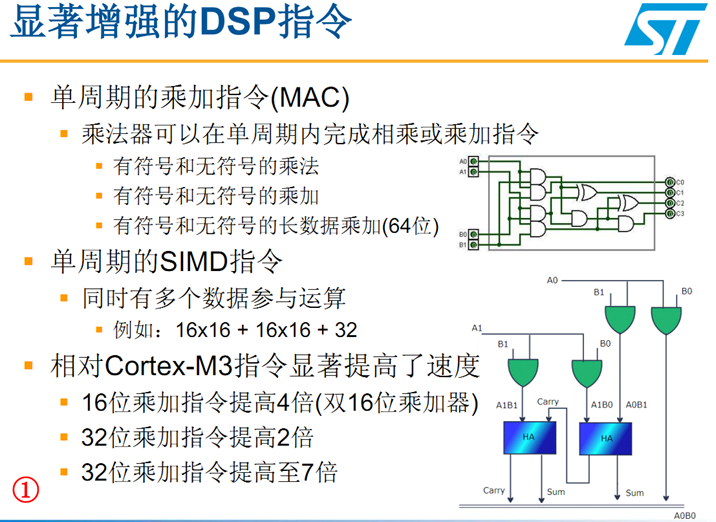 显著增强的DSP指令
ST
单周期的乘加指令(MAC)
乘法器可以在单周期内完成相乘或乘加指令
有符号和无符号的乘法
有符号和无符号的乘加
有符号和无符号的长数据乘加(64位)
单周期的SIMD指令
同时有多个数据参与运算
例如：16x16 + 16x16 + 32
相对Cortex-M3指令显著提高了速度
16位乘加指令提高4倍(双16位乘加器)
32位乘加指令提高2倍
32位乘加指令提高至7倍
①
A0
A1
B0
B1
C0
C1
C2
C3
A0
B1
B0
A1
B1
B0
A1B1
Carry
A1B0
A0B1
HA
HA
Carry
Sum
Sum
A0B0